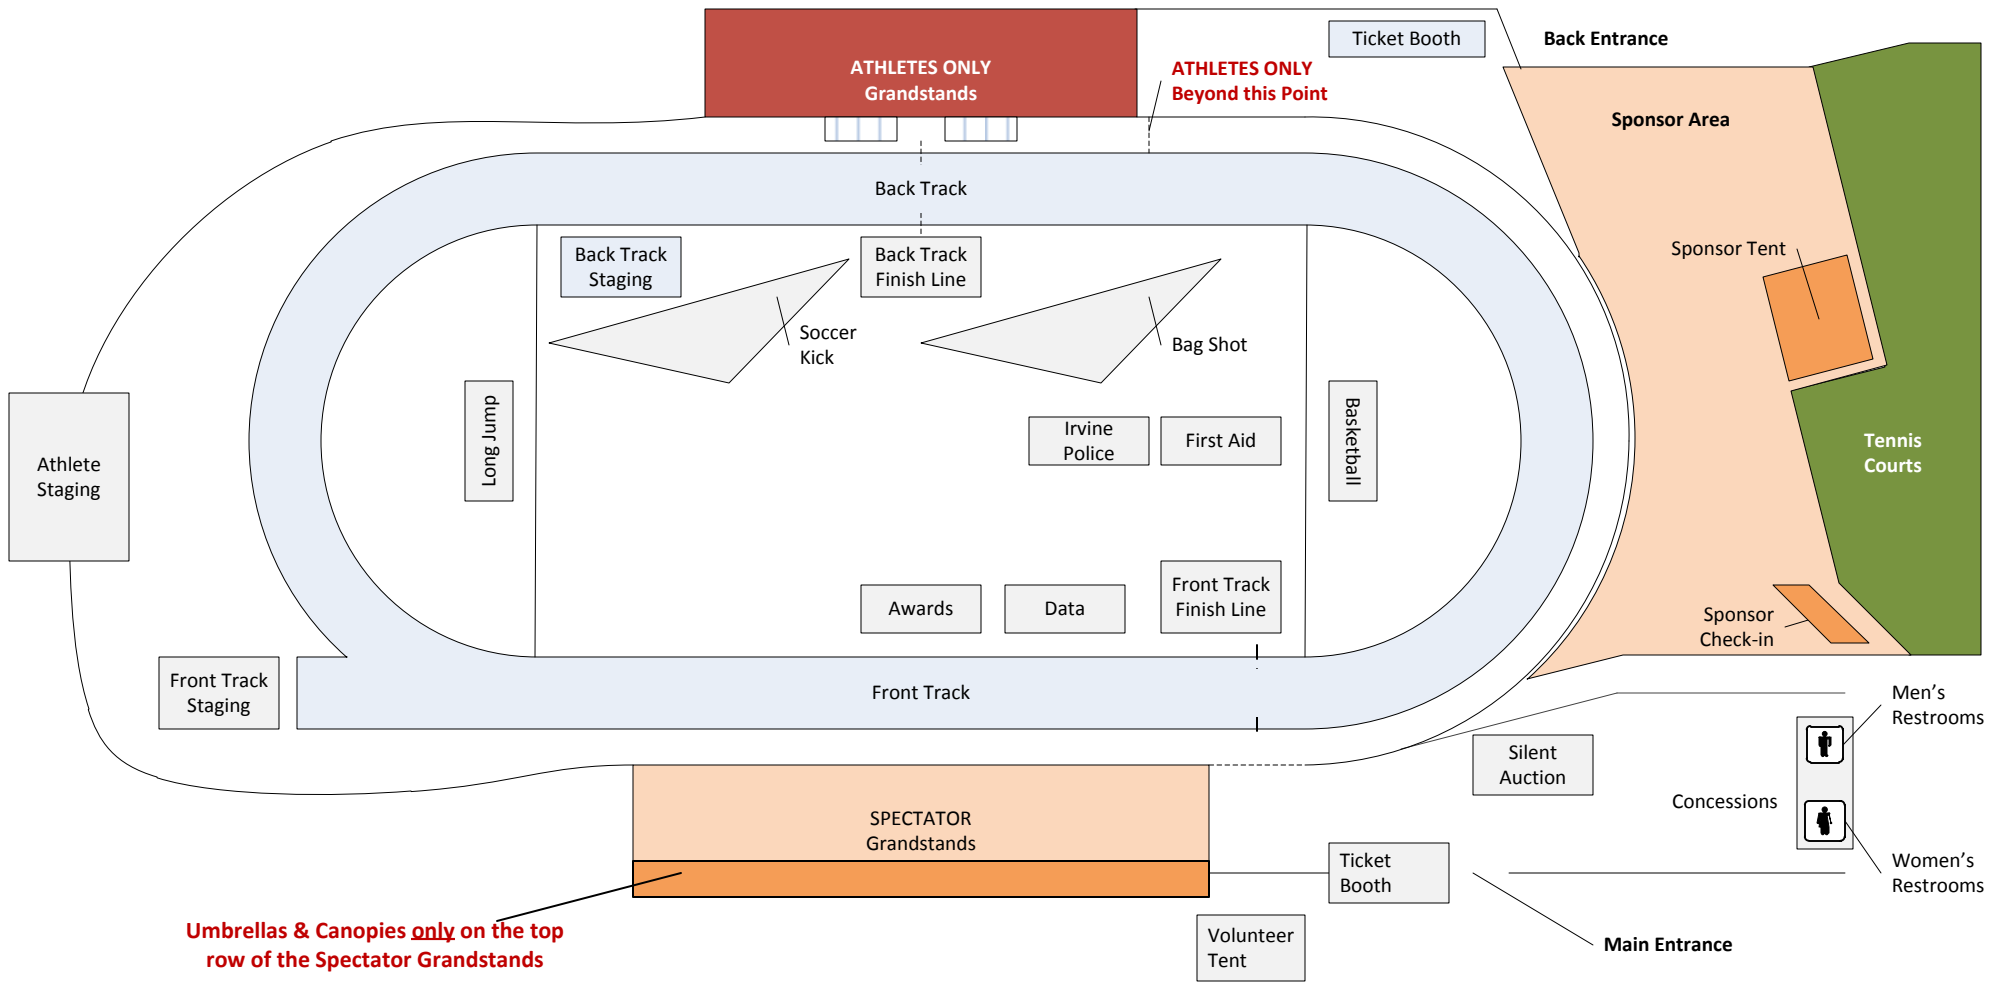 Ticket Booth
Back Entrance
ATHLETES ONLY
Grandstands
ATHLETES ONLY
Beyond this Point
Sponsor Area
Back Track
Sponsor Tent
Back Track
Staging
Back Track
Finish Line
Soccer
Kick
Bag Shot
Long Jump
Irvine
Police
First Aid
Basketball
Tennis
Courts
Athlete
Staging
Awards
Data
Front Track
Finish Line
Sponsor
Check-in
Front Track
Staging
Front Track
Men’s
Restrooms
Silent
Auction
Concessions
SPECTATOR
Grandstands
Ticket
Booth
Women’s
Restrooms
Umbrellas & Canopies only on the top
row of the Spectator Grandstands
Volunteer
Tent
Main Entrance